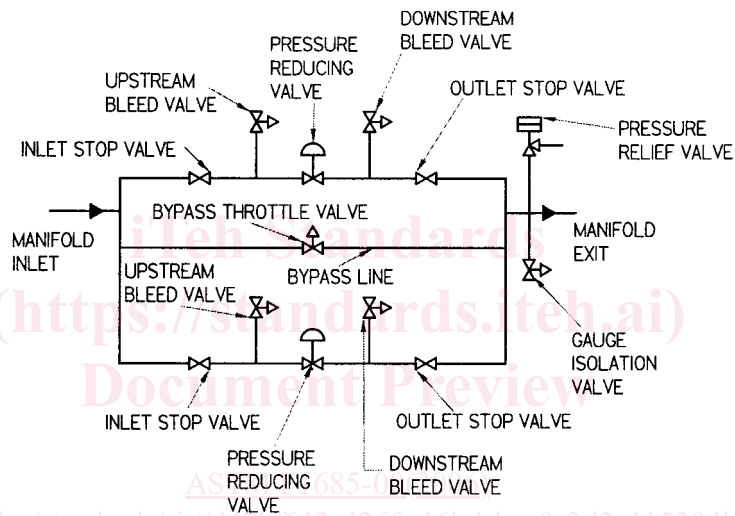 DOWNSTREAM
BLEED VALVE
PRESSURE
REDUCING
VALVE
UPSTREAM
BLEED VALVE
OUTLET STOP VALVE
PRESSURE
RELIEF VALVE
INLET STOP VALVE
BYPASS THROTTLE VALVE
MANIFOLD
INLET
MANIFOLD
EXIT
iTeh Standards
UPSTREAM
BLEED VALVE
BYPASS LINE
(https://standards.iteh.ai)
GAUGE
ISOLATION
VALVE
Document Preview
INLET STOP VALVE
OUTLET STOP VALVE
PRESSURE
REDUCING
VALVE
DOWNSTREAM
BLEED VALVE